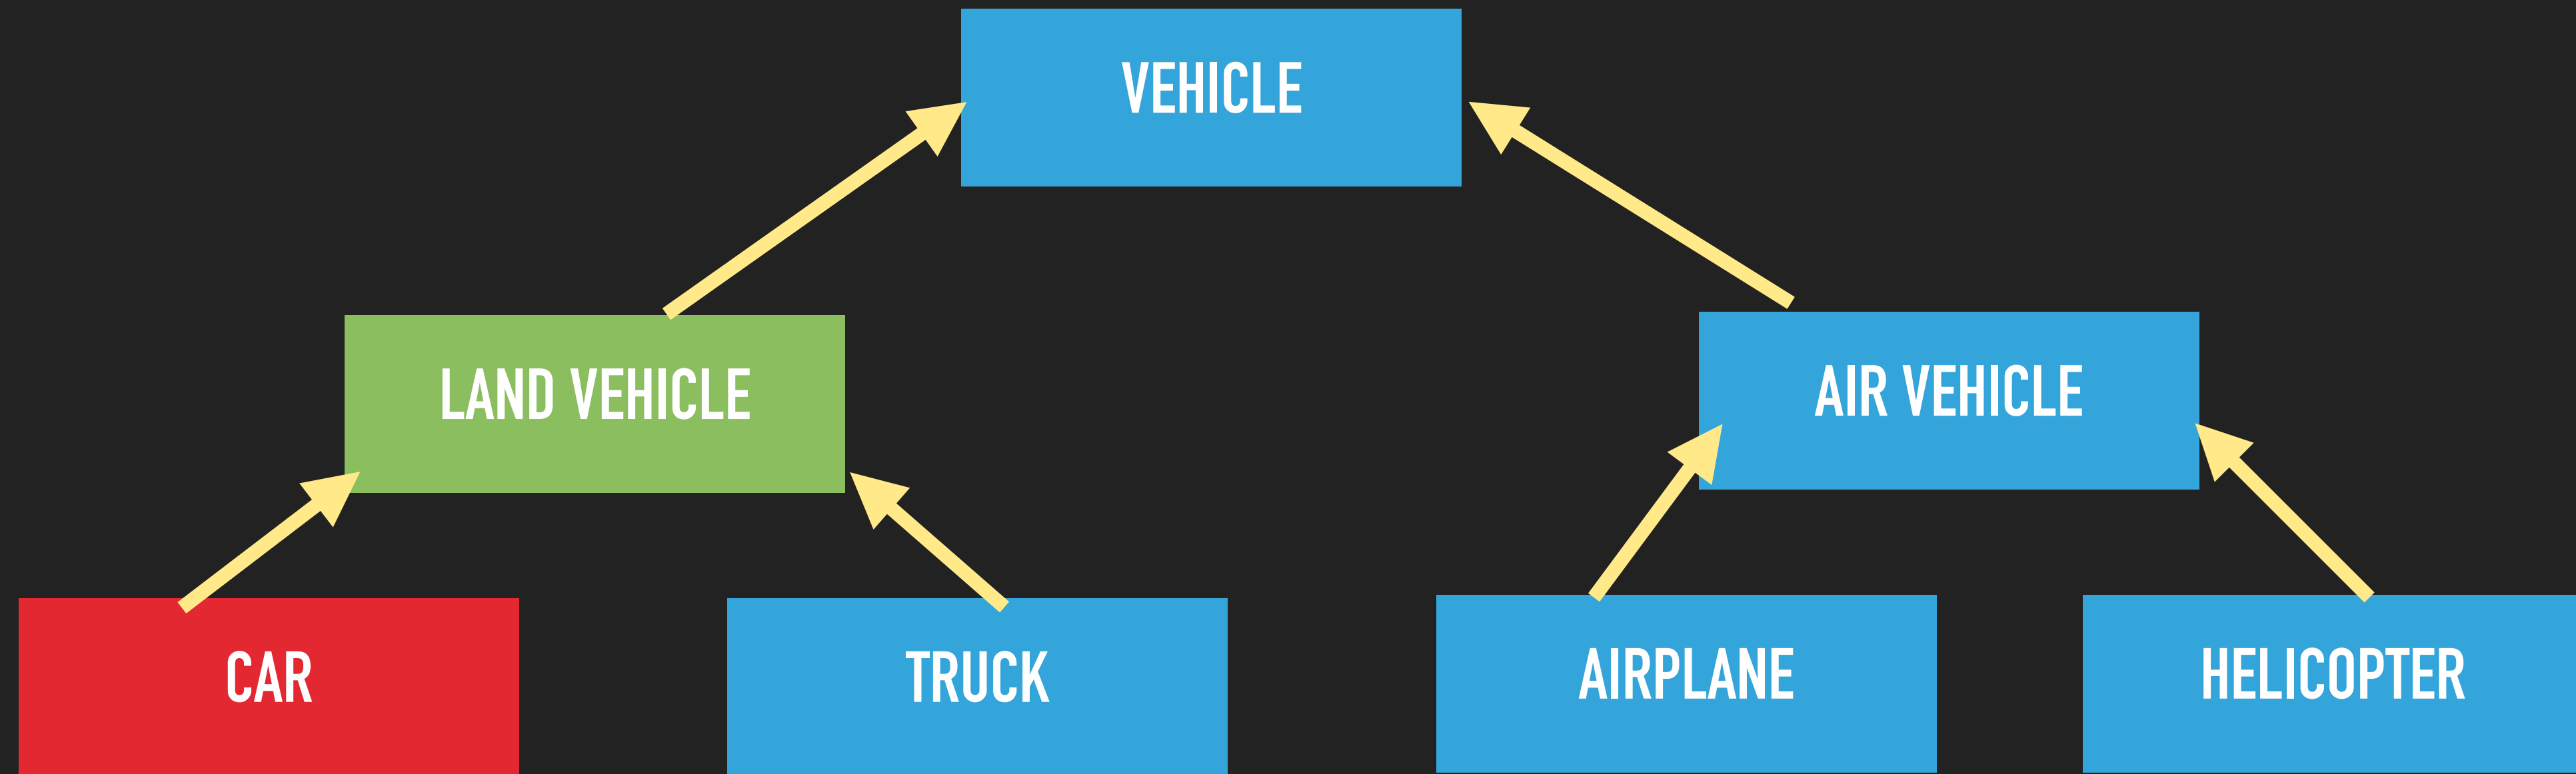 VEHICLE
LAND VEHICLE
AIR VEHICLE
CAR
TRUCK
AIRPLANE
HELICOPTER